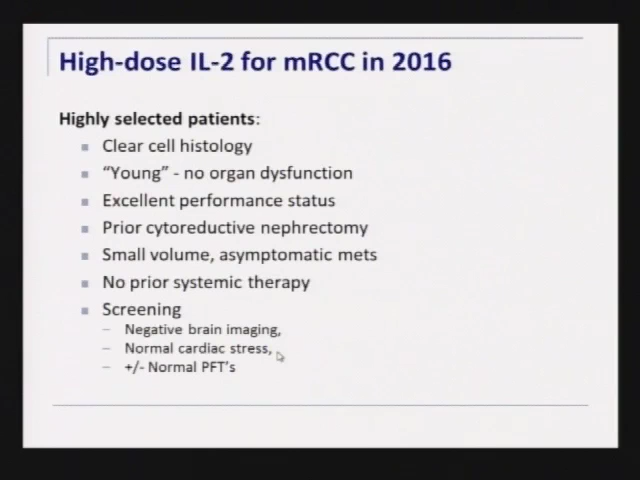 High-dose IL-2 for mRCC in 2016
Highly selected patients:
Clear cell histology
"Young" - no organ dysfunction
Excellent performance status
Prior cytoreductive nephrectomy
Small volume, asymptomatic mets
No prior systemic therapy
Screening
– Negative brain imaging,
– Normal cardiac stress,
– +/- Normal PFT's